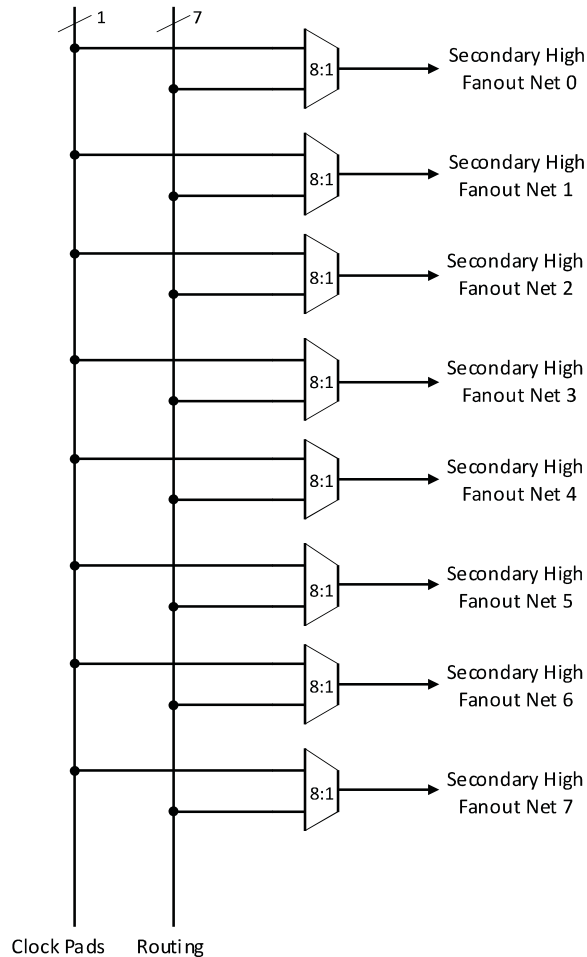 1 7
8:1
Secondary High
Fanout Net 0
8:1
Secondary High
Fanout Net 1
8:1
Secondary High
Fanout Net 2
8:1
Secondary High
Fanout Net 3
8:1
Secondary High
Fanout Net 4
8:1
Secondary High
Fanout Net 5
8:1
Secondary High
Fanout Net 6
8:1
Secondary High
Fanout Net 7
Clock Pads Routing